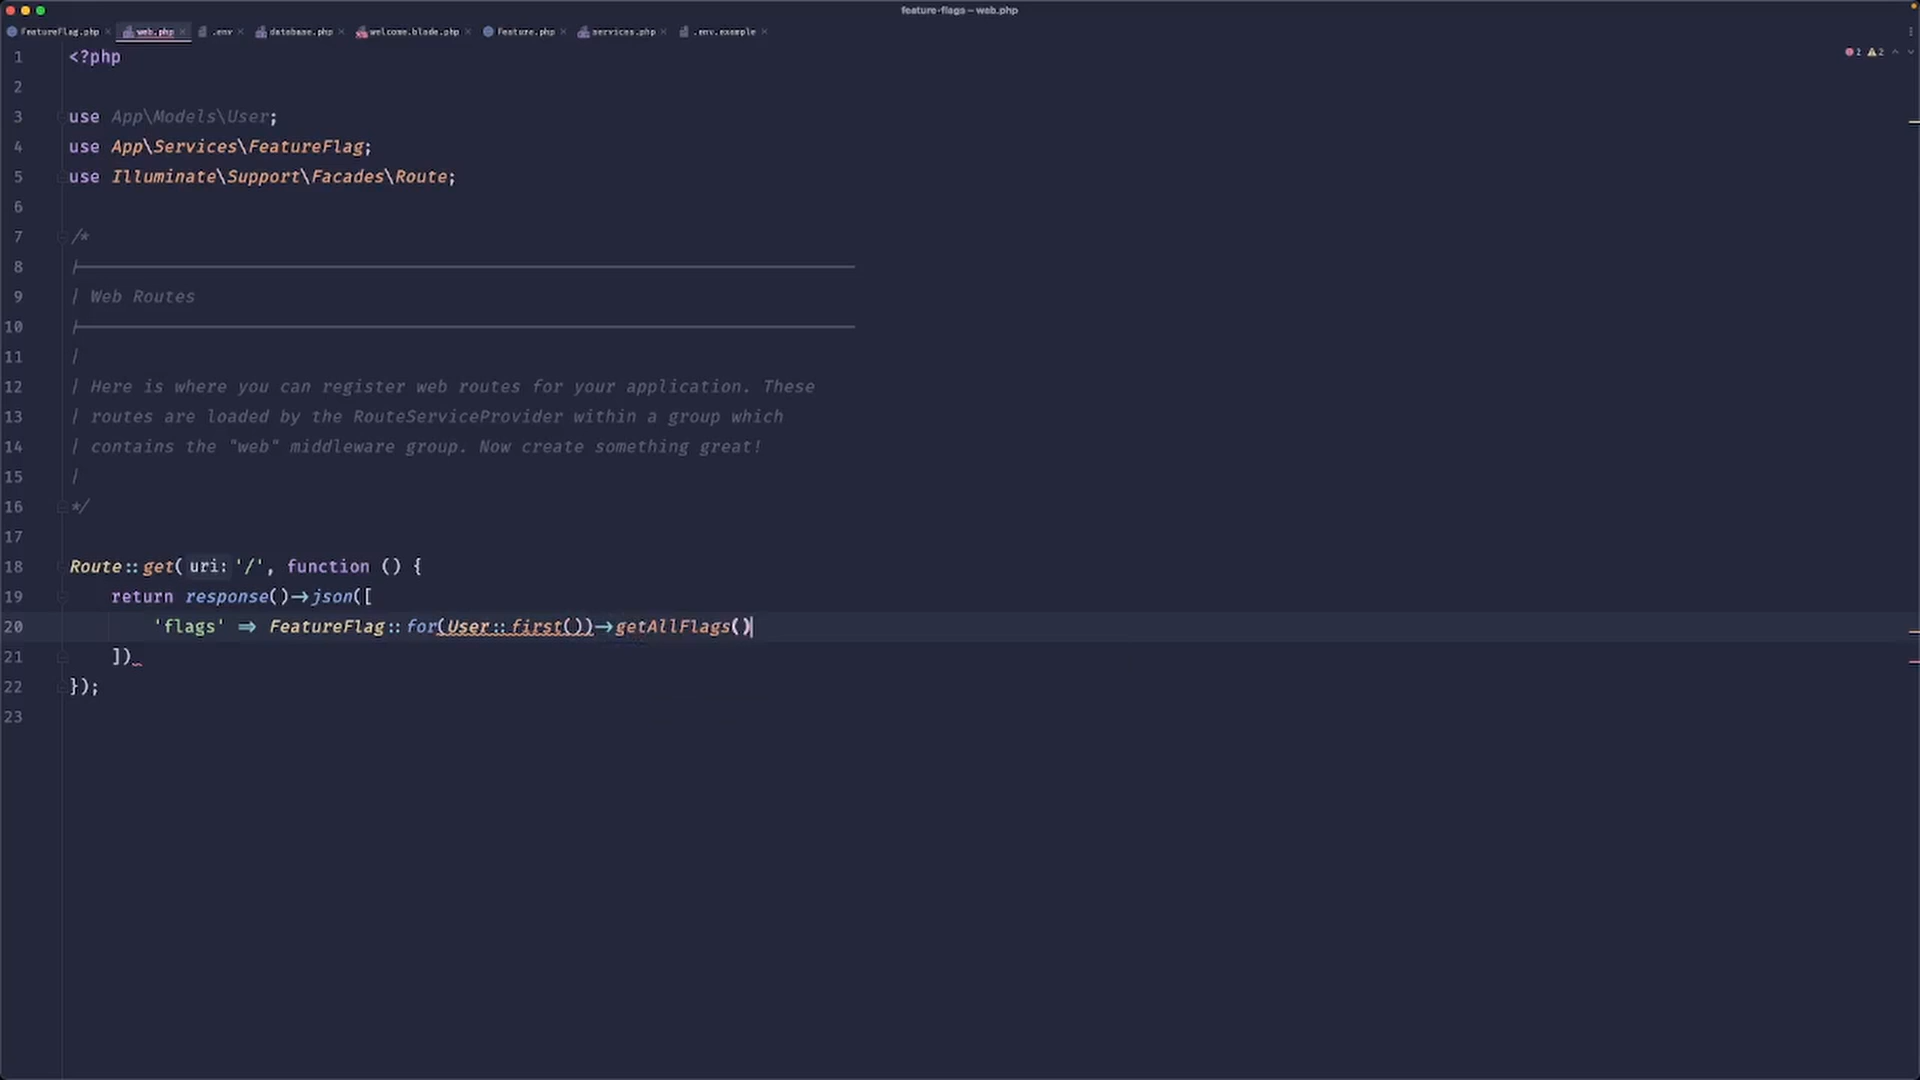 feature-flags – web.php
FeatureFlag.php web.php .env database.php welcome.blade.php Feature.php services.php .env.example
2 2
1 <?php
2
3 use App\Models\User;
4 use App\Services\FeatureFlag;
5 use Illuminate\Support\Facades\Route;
6
7 /*
8 |--------------------------------------------------------------------------
9 | Web Routes
10 |--------------------------------------------------------------------------
11 |
12 | Here is where you can register web routes for your application. These
13 | routes are loaded by the RouteServiceProvider within a group which
14 | contains the "web" middleware group. Now create something great!
15 |
16 */
17
18 Route::get( uri: '/', function () {
19 return response()->json([
20 'flags' => FeatureFlag::for(User::first())->getAllFlags()
21 ])
22 });
23